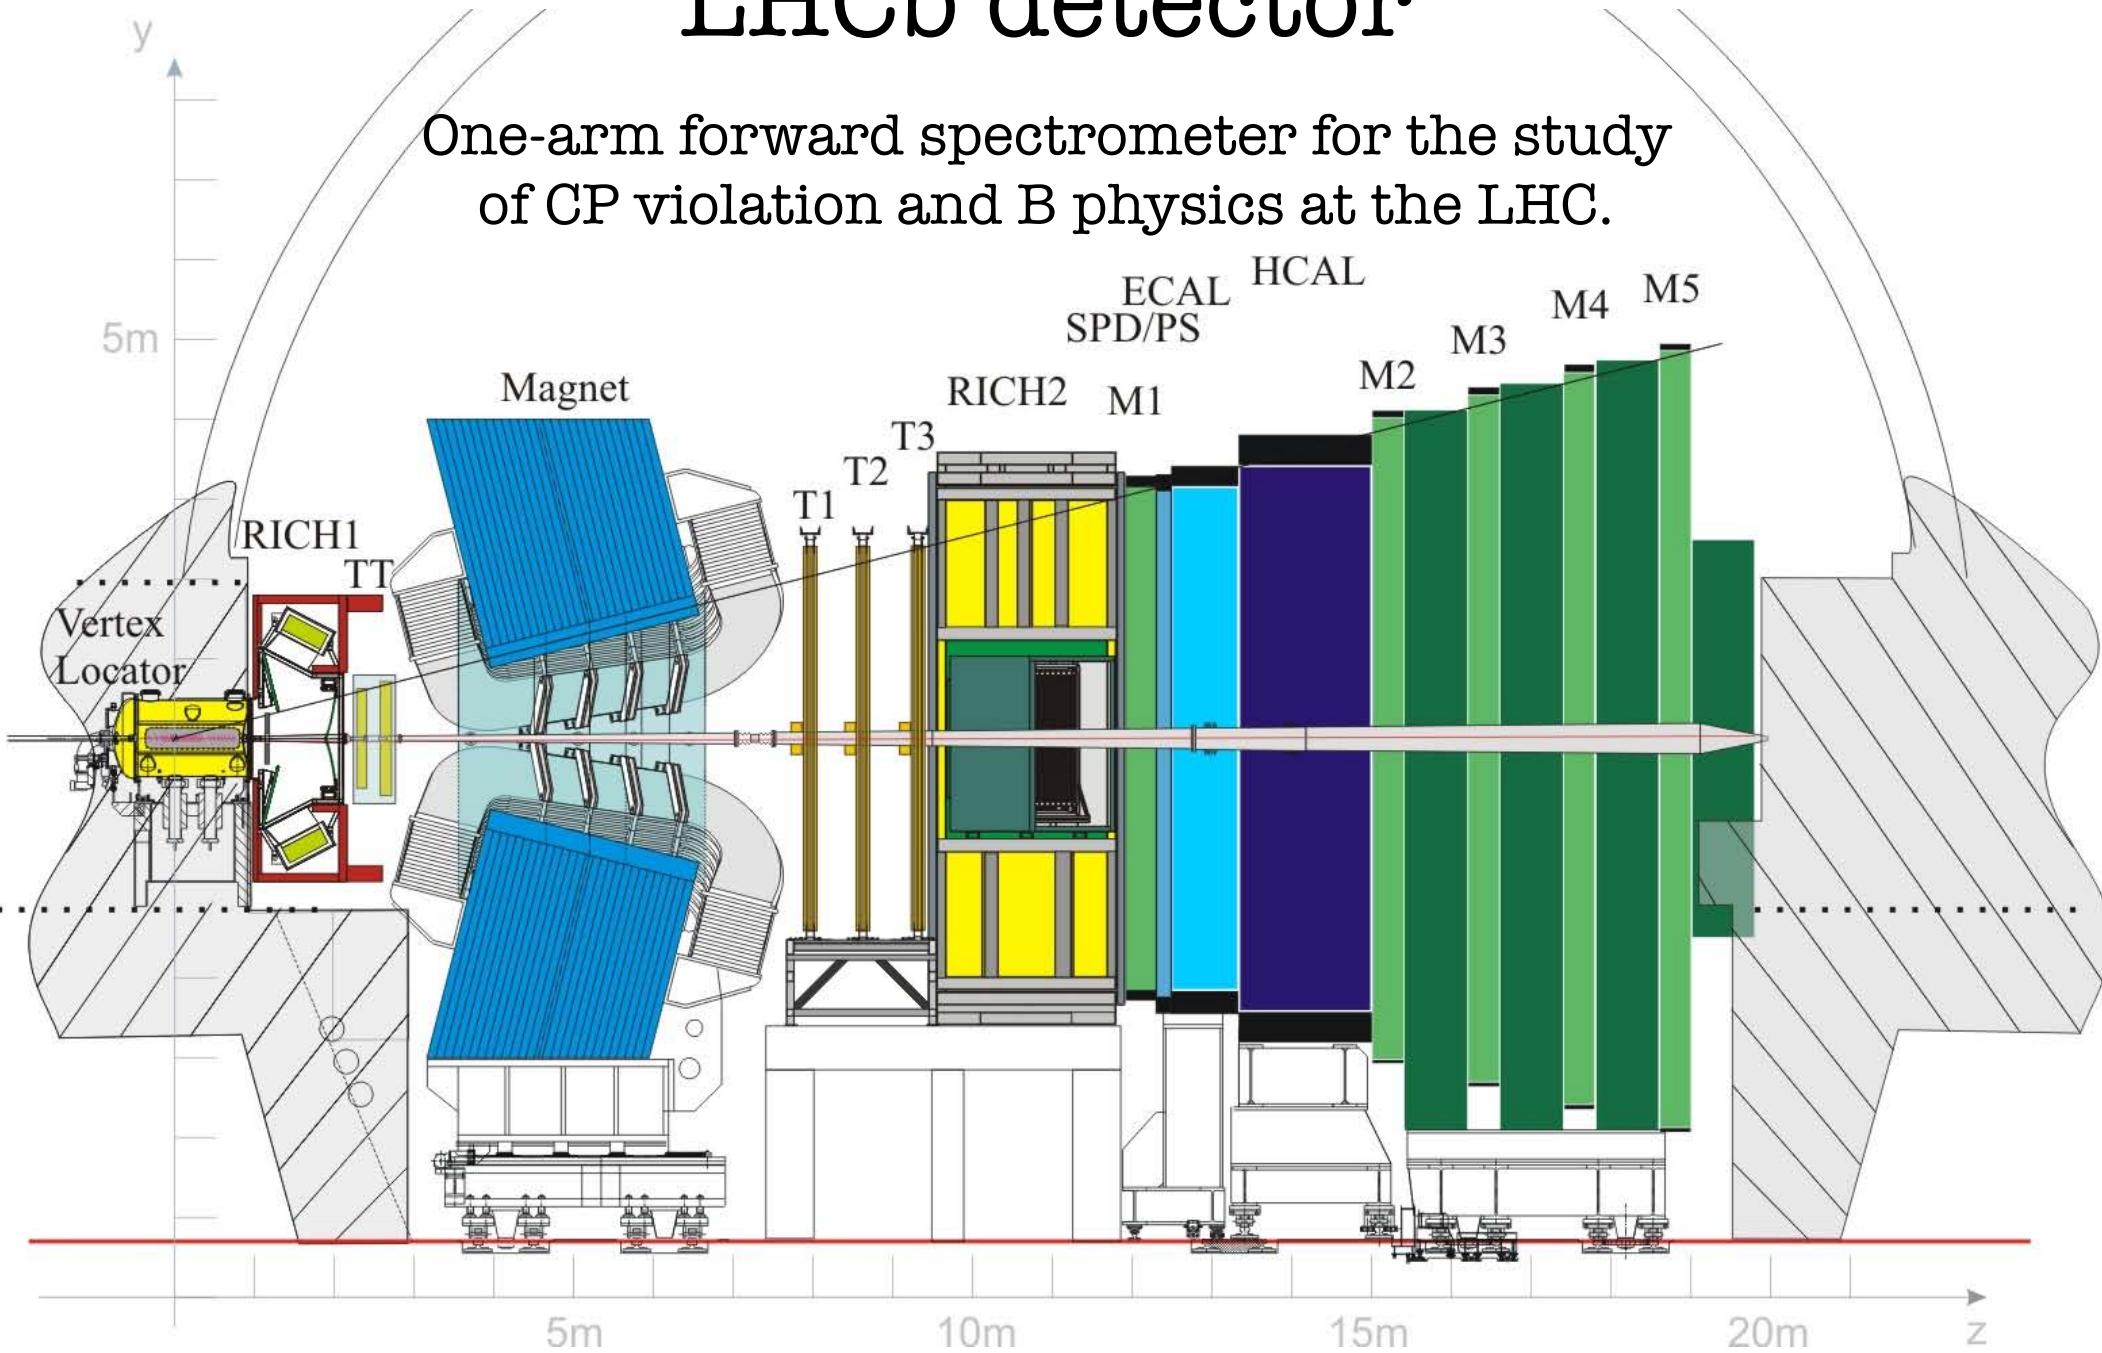 LHCb detector
One-arm forward spectrometer for the study
of CP violation and B physics at the LHC.
y
5m
Vertex
Locator
RICH1
TT
Magnet
T1
T2
T3
RICH2
M1
SPD/PS
ECAL
HCAL
M2
M3
M4
M5
5m
10m
15m
20m
z